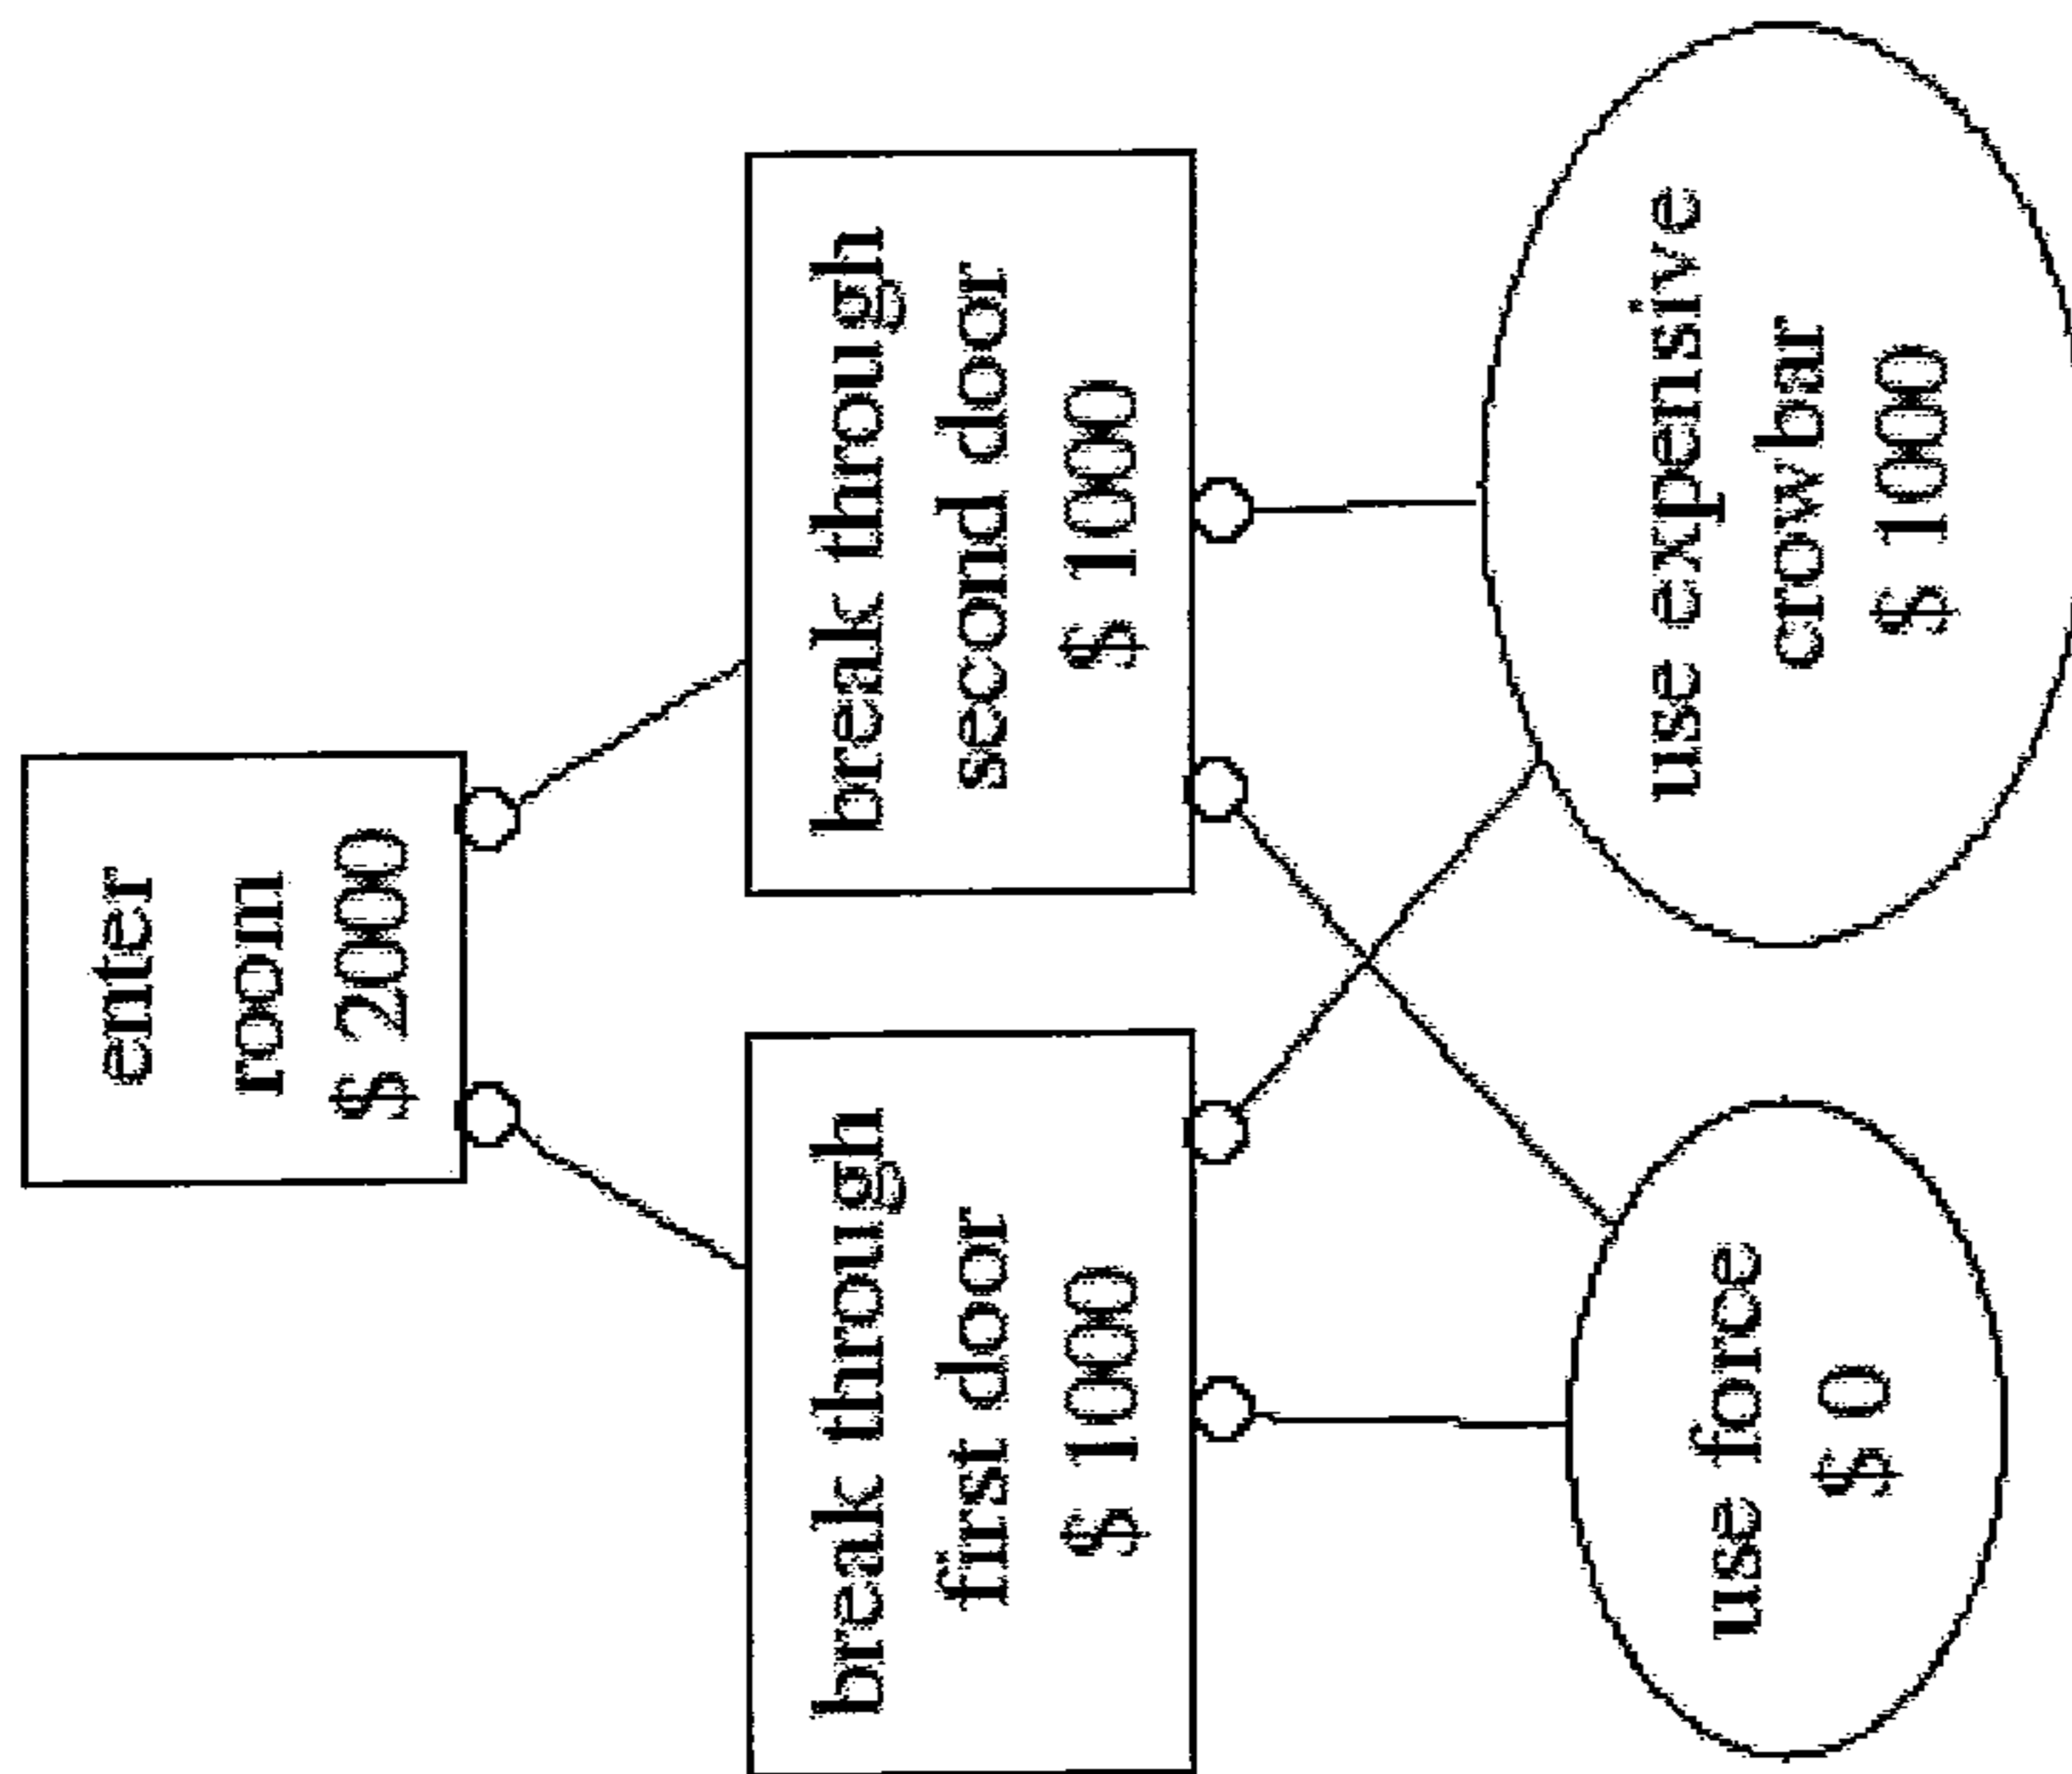 enter
room
$ 2000
break through
first door
$ 1000
break through
second door
$ 1000
use force
$ 0
use expensive
crowbar
$ 1000